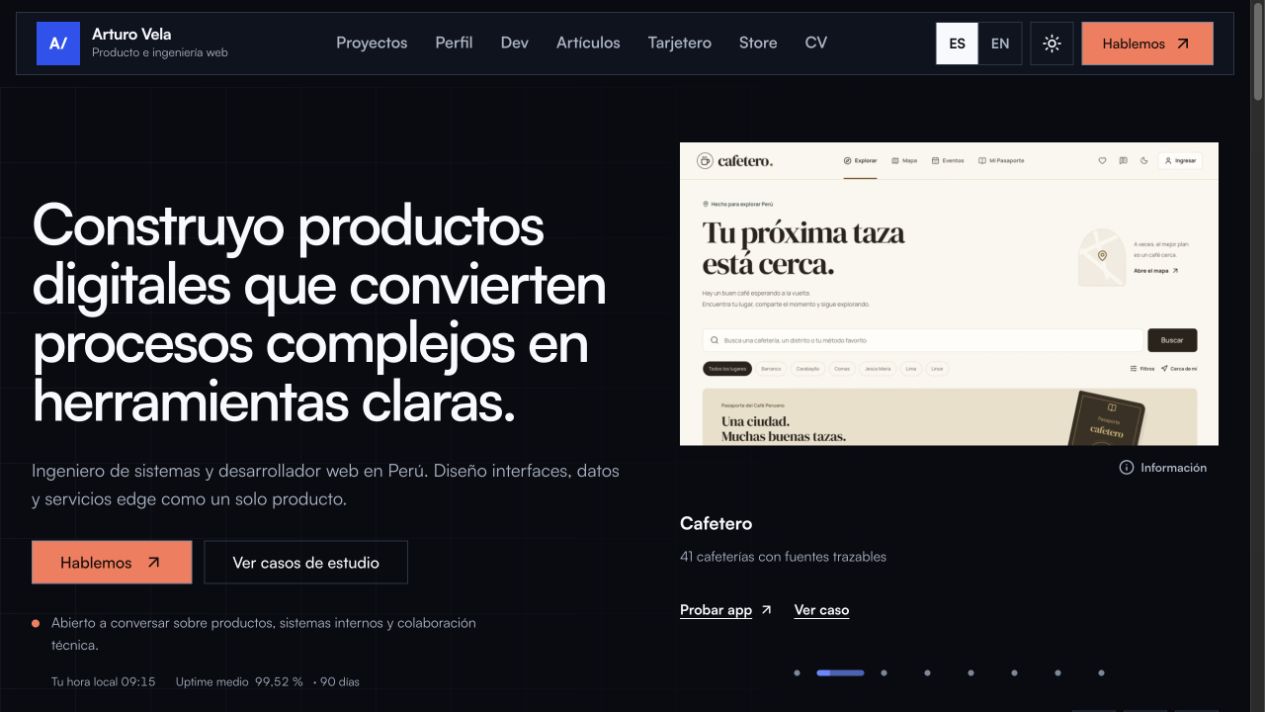 A/
Arturo Vela
Producto e ingeniería web
Proyectos
Perfil
Dev
Artículos
Tarjetero
Store
CV
ES
EN
Hablemos
Construyo productos
digitales que convierten
procesos complejos en
herramientas claras.
Ingeniero de sistemas y desarrollador web en Perú. Diseño interfaces, datos
y servicios edge como un solo producto.
Hablemos
Ver casos de estudio
Abierto a conversar sobre productos, sistemas internos y colaboración
técnica.
Tu hora local 09:15
Uptime medio 99,52 % · 90 días
cafetero.
Explorar
Mapa
Eventos
Mi Pasaporte
Ingresar
Hecho para explorar Perú
Tu próxima taza
está cerca.
Hay un buen café esperando a la vuelta.
Encuentra tu lugar, comparte el momento y sigue explorando.
A veces, el mejor plan
es un café cerca.
Abre el mapa
Busca una cafetería, un distrito o tu método favorito
Buscar
Todos los lugares
Barranco
Carabayllo
Comas
Jesús María
Lima
Lince
Filtros
Cerca de mí
Pasaporte del Café Peruano
Una ciudad.
Muchas buenas tazas.
Pasaporte
cafetero
Información
Cafetero
41 cafeterías con fuentes trazables
Probar app
Ver caso